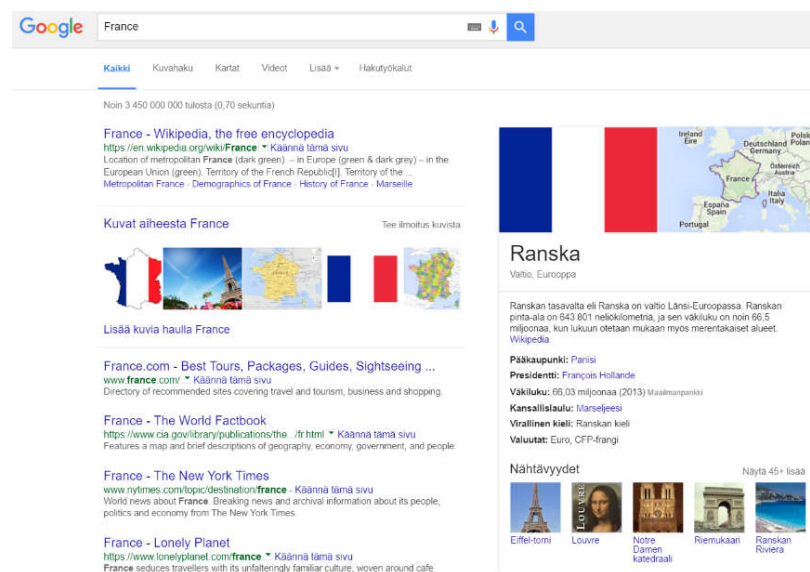 Google
France
Kaikki Kuvahaku Kartat Videot Lisää Hakutyökalut
Noin 3 450 000 000 tulosta (0,70 sekuntia)
France - Wikipedia, the free encyclopedia
https://en.wikipedia.org/wiki/France Käännä tämä sivu
Location of metropolitan France (dark green) – in Europe (green & dark grey) – in the
European Union (green). Territory of the French Republic[I]. Territory of the ...
Metropolitan France - Demographics of France - History of France - Marseille
Kuvat aiheesta France Tee ilmoitus kuvista
Lisää kuvia haulla France
France.com - Best Tours, Packages, Guides, Sightseeing ...
www.france.com/ Käännä tämä sivu
Directory of recommended sites covering travel and tourism, business and shopping.
France - The World Factbook
https://www.cia.gov/library/publications/the.../fr.html Käännä tämä sivu
Features a map and brief descriptions of geography, economy, government, and people.
France - The New York Times
www.nytimes.com/topic/destination/france - Käännä tämä sivu
World news about France. Breaking news and archival information about its people,
politics and economy from The New York Times.
France - Lonely Planet
https://www.lonelyplanet.com/france Käännä tämä sivu
France seduces travellers with its unfalteringly familiar culture, woven around cafe
Ireland
Éire
Deutschland
Germany
Polsk
Polan
Österreich
Austria
France
Italia
Italy
España
Spain
Portugal
Ranska
Valtio, Eurooppa
Ranskan tasavalta eli Ranska on valtio Länsi-Euroopassa. Ranskan
pinta-ala on 643 801 neliökilometriä, ja sen väkiluku on noin 66,5
miljoonaa, kun lukuun otetaan mukaan myös merentakaiset alueet.
Wikipedia
Pääkaupunki: Pariisi
Presidentti: François Hollande
Väkiluku: 66,03 miljoonaa (2013) Maailmanpankki
Kansallislaulu: Marseljeesi
Virallinen kieli: Ranskan kieli
Valuutat: Euro, CFP-frangi
Nähtävyydet Näytä 45+ lisää
LOUVRE
Eiffel-torni Louvre Notre Damen katedraali Riemukaari Ranskan Riviera